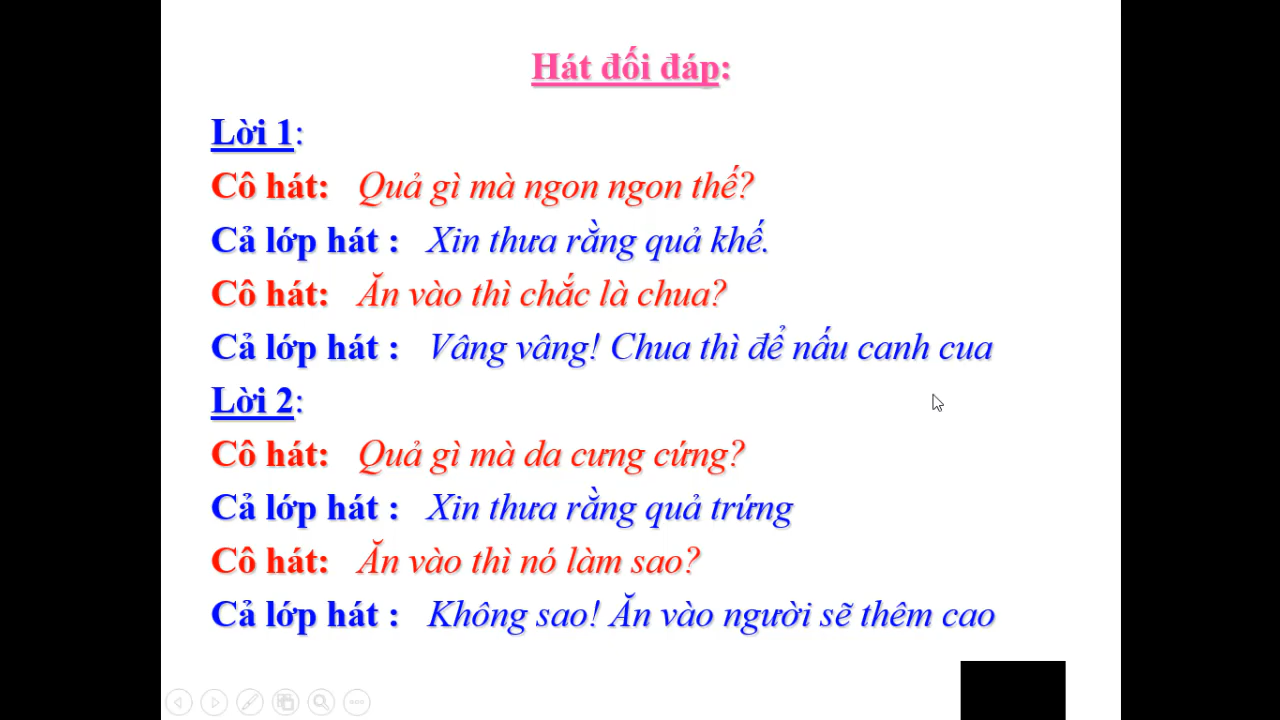 Hát đối đáp:
Lời 1:
Cô hát: Quả gì mà ngon ngon thế?
Cả lớp hát : Xin thưa rằng quả khế.
Cô hát: Ăn vào thì chắc là chua?
Cả lớp hát : Vâng vâng! Chua thì để nấu canh cua
Lời 2:
Cô hát: Quả gì mà da cưng cứng?
Cả lớp hát : Xin thưa rằng quả trứng
Cô hát: Ăn vào thì nó làm sao?
Cả lớp hát : Không sao! Ăn vào người sẽ thêm cao